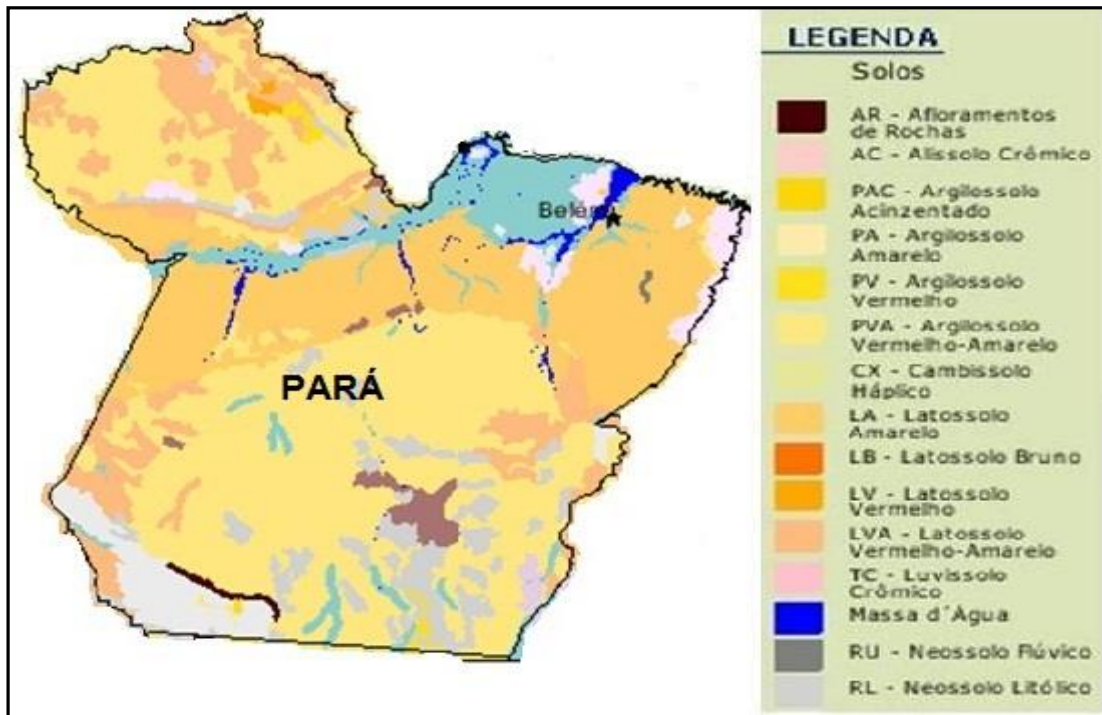 Belém
PARÁ
LEGENDA
Solos
AR - Afloramentos
de Rochas
AC - Alissolo Crômico
PAC - Argilossolo
Acinzentado
PA - Argilossolo
Amarelo
PV - Argilossolo
Vermelho
PVA - Argilossolo
Vermelho-Amarelo
CX - Cambissolo
Háplico
LA - Latossolo
Amarelo
LB - Latossolo Bruno
LV - Latossolo
Vermelho
LVA - Latossolo
Vermelho-Amarelo
TC - Luvissolo
Crômico
Massa d´Água
RU - Neossolo Flúvico
RL - Neossolo Litólico